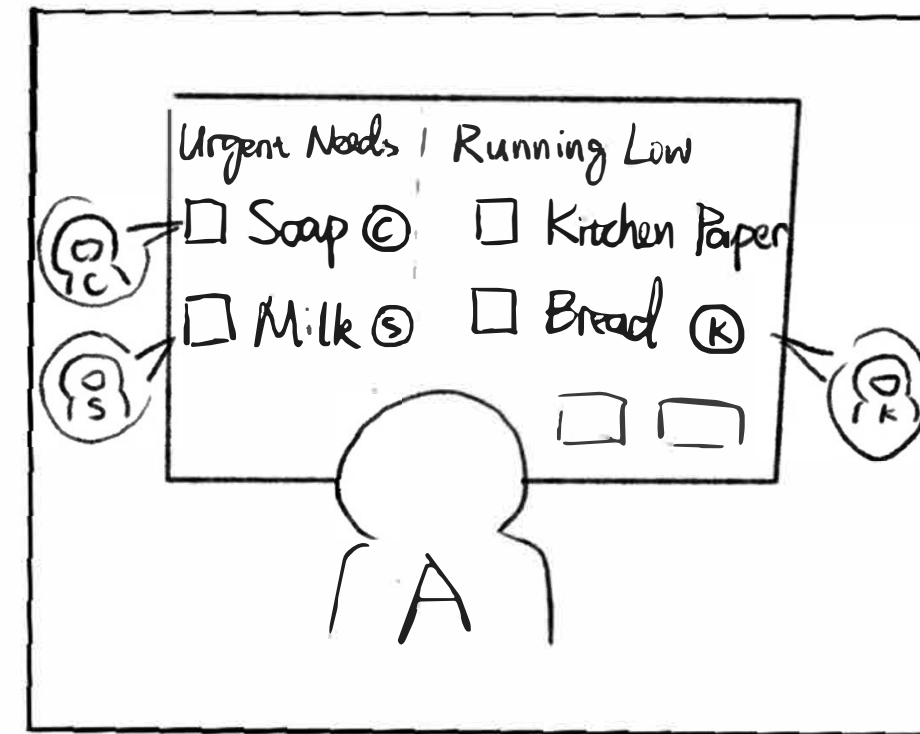 Urgent Needs
Running Low
Soap C
Kitchen Paper
Milk S
Bread K
C
S
K
A